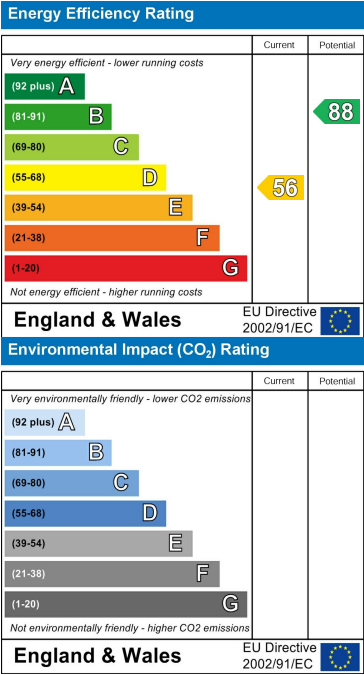 Energy Efficiency Rating
Current Potential
Very energy efficient - lower running costs
(92 plus) A
(81-91) B
88
(69-80) C
(55-68) D
56
(39-54) E
(21-38) F
(1-20) G
Not energy efficient - higher running costs
England & Wales
EU Directive
2002/91/EC
Environmental Impact (CO₂) Rating
Current Potential
Very environmentally friendly - lower CO2 emissions
(92 plus) A
(81-91) B
(69-80) C
(55-68) D
(39-54) E
(21-38) F
(1-20) G
Not environmentally friendly - higher CO2 emissions
England & Wales
EU Directive
2002/91/EC